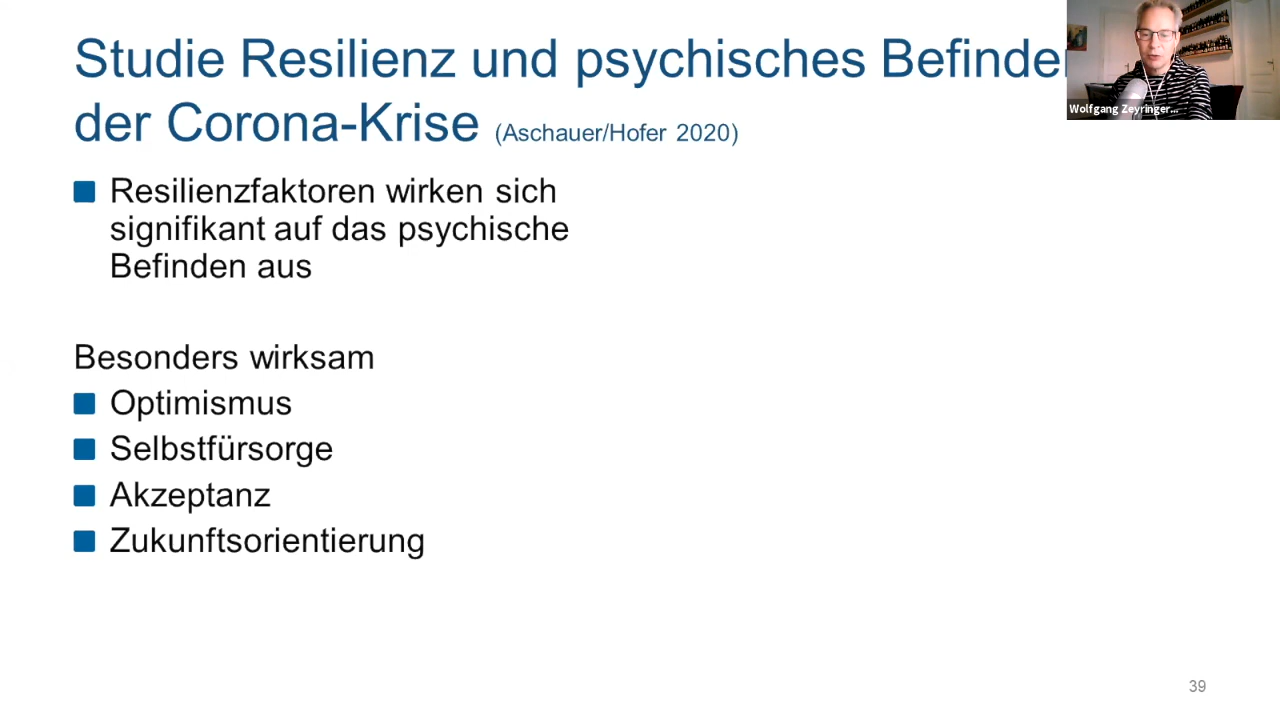 Studie Resilienz und psychisches Befinde
der Corona-Krise (Aschauer/Hofer 2020)
Wolfgang Zeyringer...
Resilienzfaktoren wirken sich
signifikant auf das psychische
Befinden aus
Besonders wirksam
Optimismus
Selbstfürsorge
Akzeptanz
Zukunftsorientierung
39